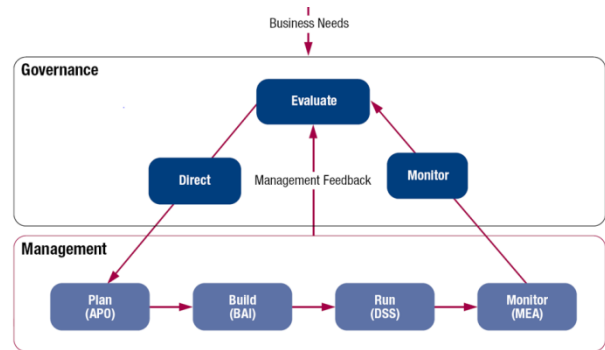 Business Needs
Governance
Evaluate
Direct
Management Feedback
Monitor
Management
Plan
(APO)
Build
(BAI)
Run
(DSS)
Monitor
(MEA)